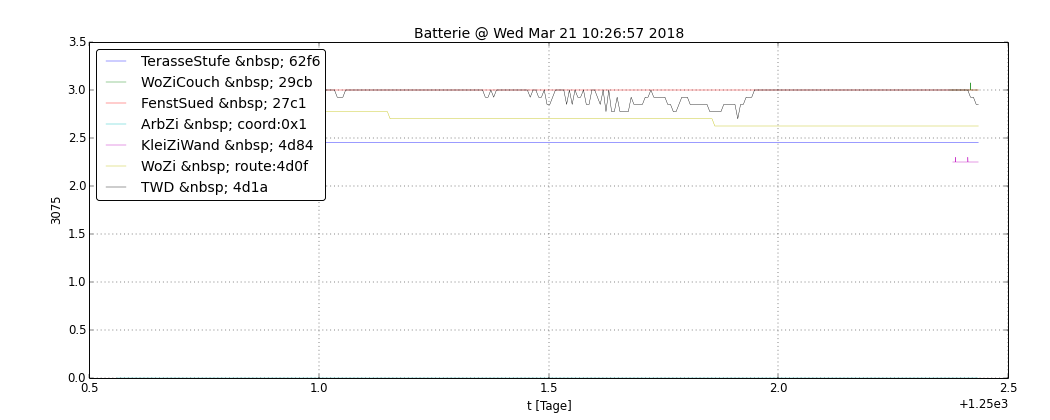 Batterie @ Wed Mar 21 10:26:57 2018
3.5
3.0
2.5
2.0
1.5
1.0
0.5
0.0
3075
TerasseStufe &nbsp; 62f6
WoZiCouch &nbsp; 29cb
FenstSued &nbsp; 27c1
ArbZi &nbsp; coord:0x1
KleiZiWand &nbsp; 4d84
WoZi &nbsp; route:4d0f
TWD &nbsp; 4d1a
0.5 1.0 1.5 2.0 2.5
t [Tage]
+1.25e3